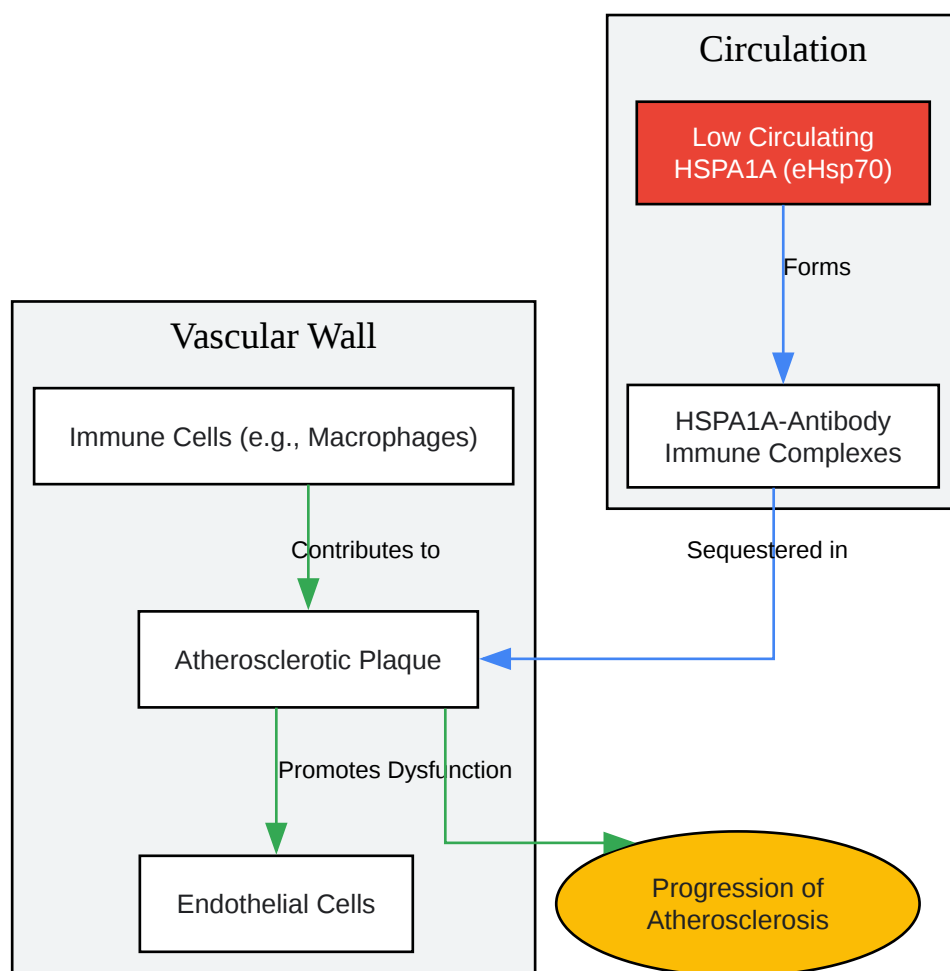 Circulation
Low Circulating
HSPA1A (eHsp70)
Forms
HSPA1A-Antibody
Immune Complexes
Sequestered in
Vascular Wall
Immune Cells (e.g., Macrophages)
Contributes to
Atherosclerotic Plaque
Promotes Dysfunction
Endothelial Cells
Progression of
Atherosclerosis